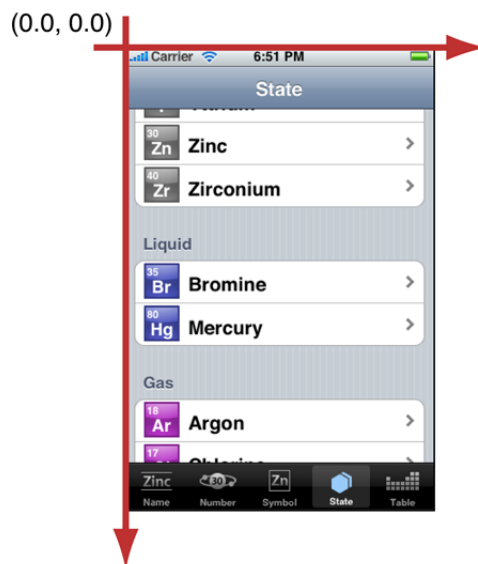 (0.0, 0.0)
Carrier 6:51 PM
State
30
Zn Zinc
40
Zr Zirconium
Liquid
35
Br Bromine
80
Hg Mercury
Gas
18
Ar Argon
17
Zinc 30 Zn
Name Number Symbol State Table